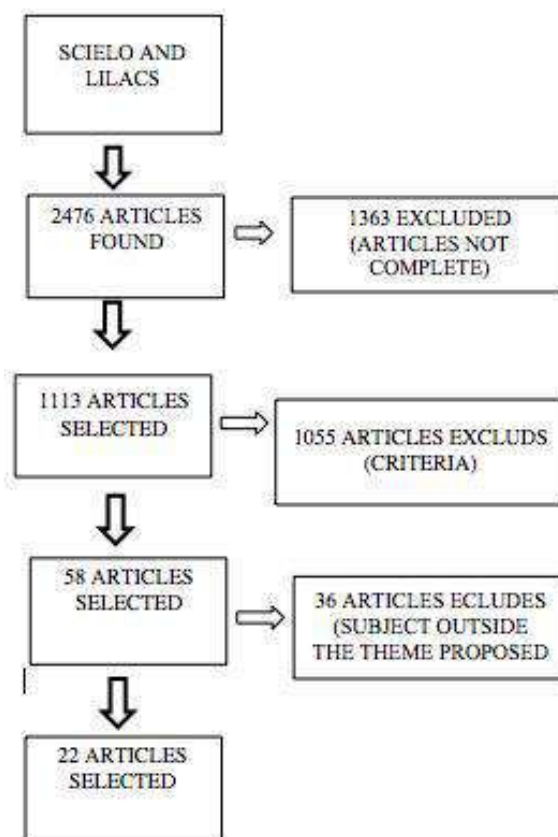 SCIELO AND
LILACS
2476 ARTICLES
FOUND
1363 EXCLUDED
(ARTICLES NOT
COMPLETE)
1113 ARTICLES
SELECTED
1055 ARTICLES EXCLUDS
(CRITERIA)
58 ARTICLES
SELECTED
36 ARTICLES ECLUDES
(SUBJECT OUTSIDE
THE THEME PROPOSED
22 ARTICLES
SELECTED